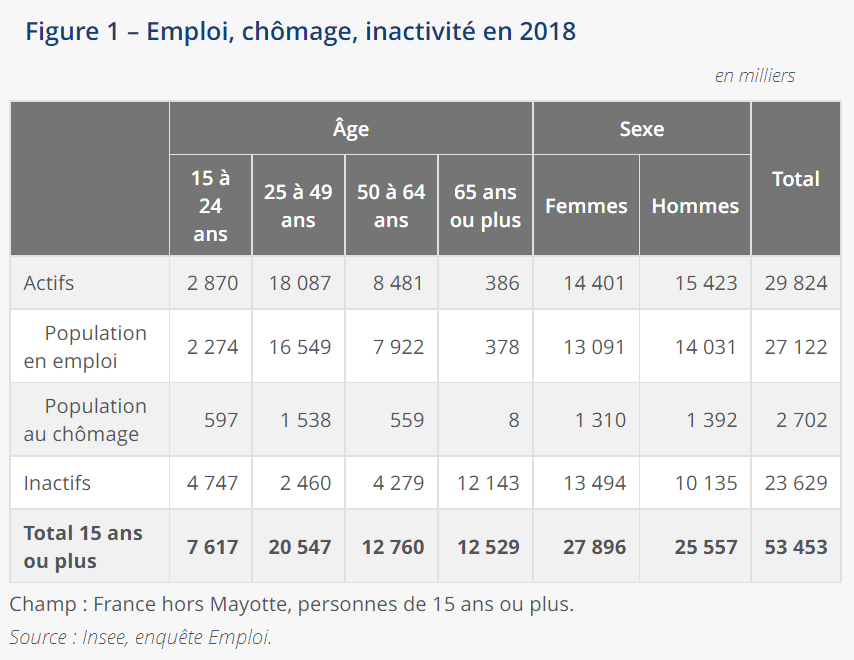 Figure 1 – Emploi, chômage, inactivité en 2018
en milliers
Âge Sexe Total
15 à 24 ans 25 à 49 ans 50 à 64 ans 65 ans ou plus Femmes Hommes
Actifs 2 870 18 087 8 481 386 14 401 15 423 29 824
Population en emploi 2 274 16 549 7 922 378 13 091 14 031 27 122
Population au chômage 597 1 538 559 8 1 310 1 392 2 702
Inactifs 4 747 2 460 4 279 12 143 13 494 10 135 23 629
Total 15 ans ou plus 7 617 20 547 12 760 12 529 27 896 25 557 53 453
Champ : France hors Mayotte, personnes de 15 ans ou plus.
Source : Insee, enquête Emploi.